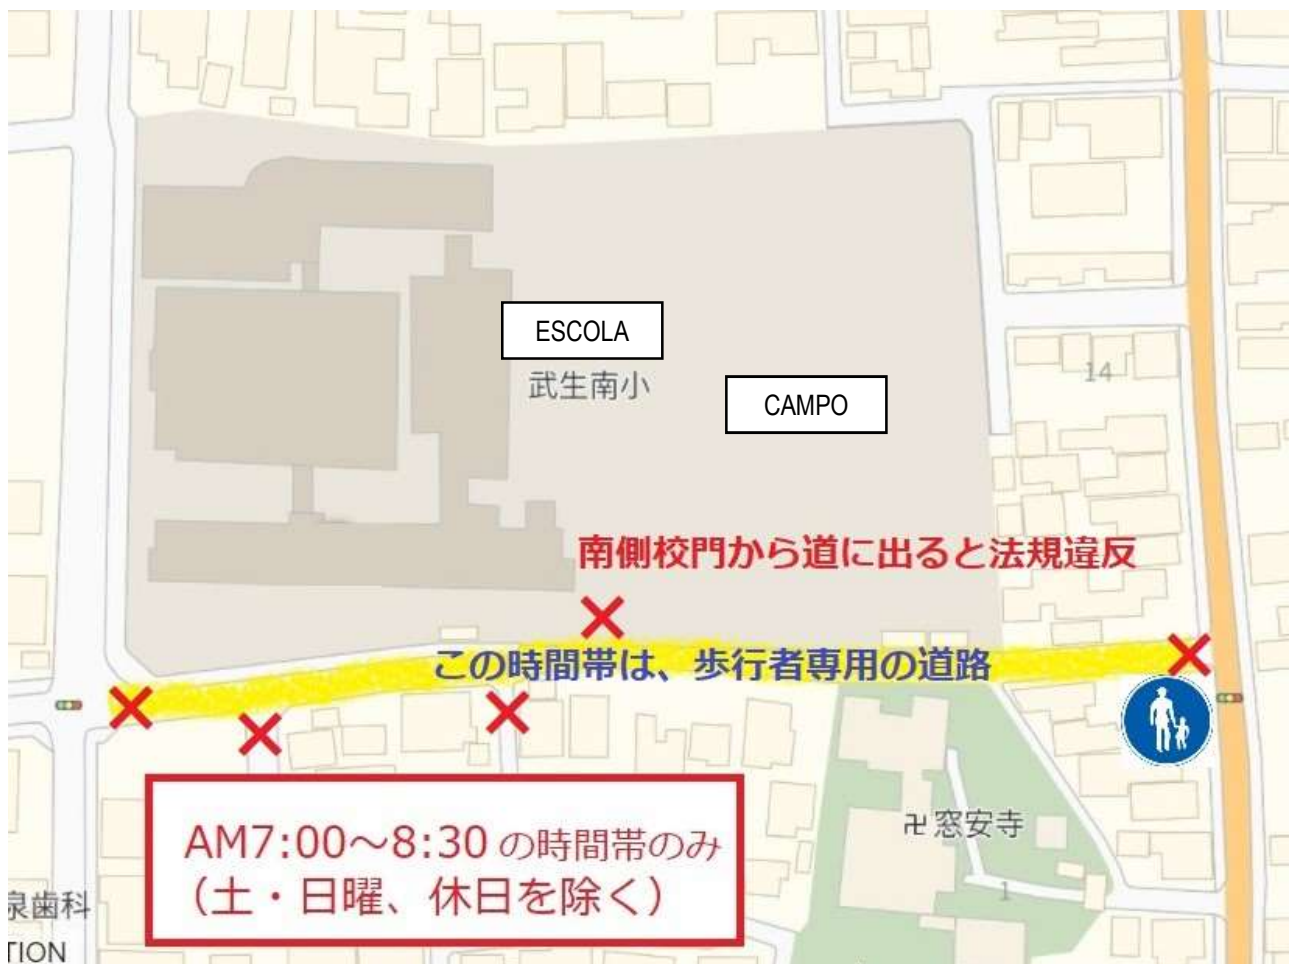 ESCOLA
武生南小
14
CAMPO
南側校門から道に出ると法規違反
この時間帯は、歩行者専用の道路
AM7:00～8:30 の時間帯のみ
（土・日曜、休日を除く）
卍窓安寺
1
泉歯科
TION